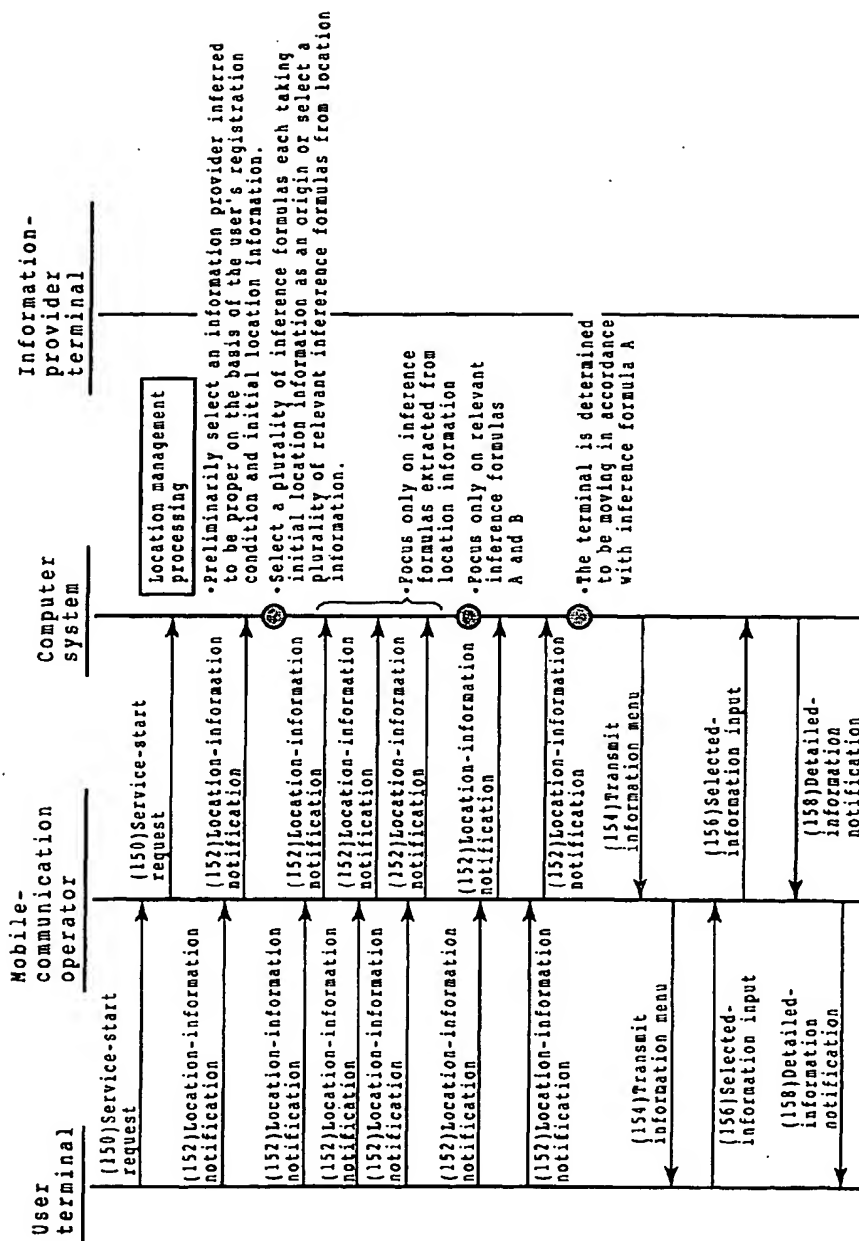 User
terminal
Mobile-
communication
operator
Computer
system
Information-
provider
terminal
(150)Service-start
request
(150)Service-start
request
Location management
processing
(152)Location-information
notification
(152)Location-information
notification
•Preliminarily select an information provider inferred
to be proper on the basis of the user's registration
condition and initial location information.
•Select a plurality of inference formulas each taking
initial location information as an origin or select a
plurality of relevant infererence formulas from location
information.
(152)Location-information
notification
(152)Location-information
notification
(152)Location-information
notification
(152)Location-information
notification
(152)Location-information
notification
(152)Location-information
notification
•Focus only on inference
formulas extracted from
location information
(152)Location-information
notification
(152)Location-information
notification
•Focus only on relevant
inference formulas
A and B
(152)Location-information
notification
(152)Location-information
notification
•The terminal is determined
to be moving in accordance
with inference formula A
(154)Transmit
information menu
(154)Transmit
information menu
(156)Selected-
information input
(156)Selected-
information input
(158)Detailed-
information
notification
(158)Detailed-
information
notification